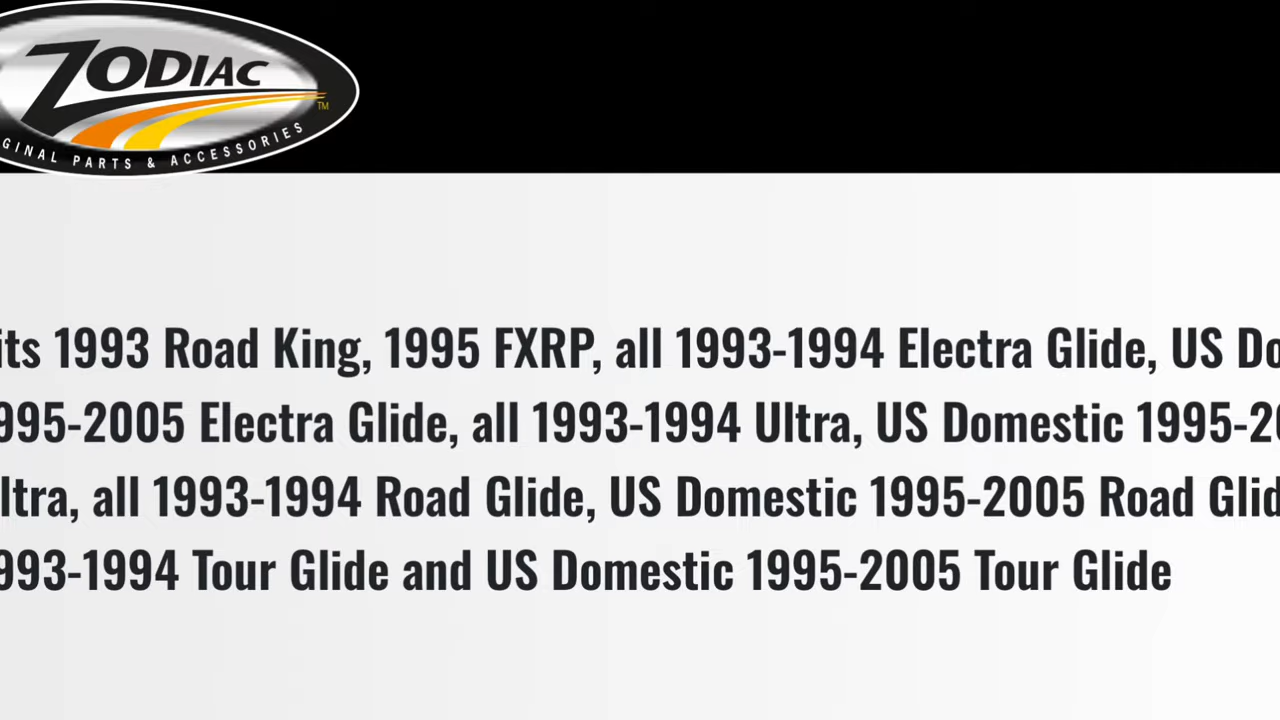 ZODIAC
TM
GINAL PARTS & ACCESSORIES
its 1993 Road King, 1995 FXRP, all 1993-1994 Electra Glide, US Do
995-2005 Electra Glide, all 1993-1994 Ultra, US Domestic 1995-20
ltra, all 1993-1994 Road Glide, US Domestic 1995-2005 Road Glid
993-1994 Tour Glide and US Domestic 1995-2005 Tour Glide